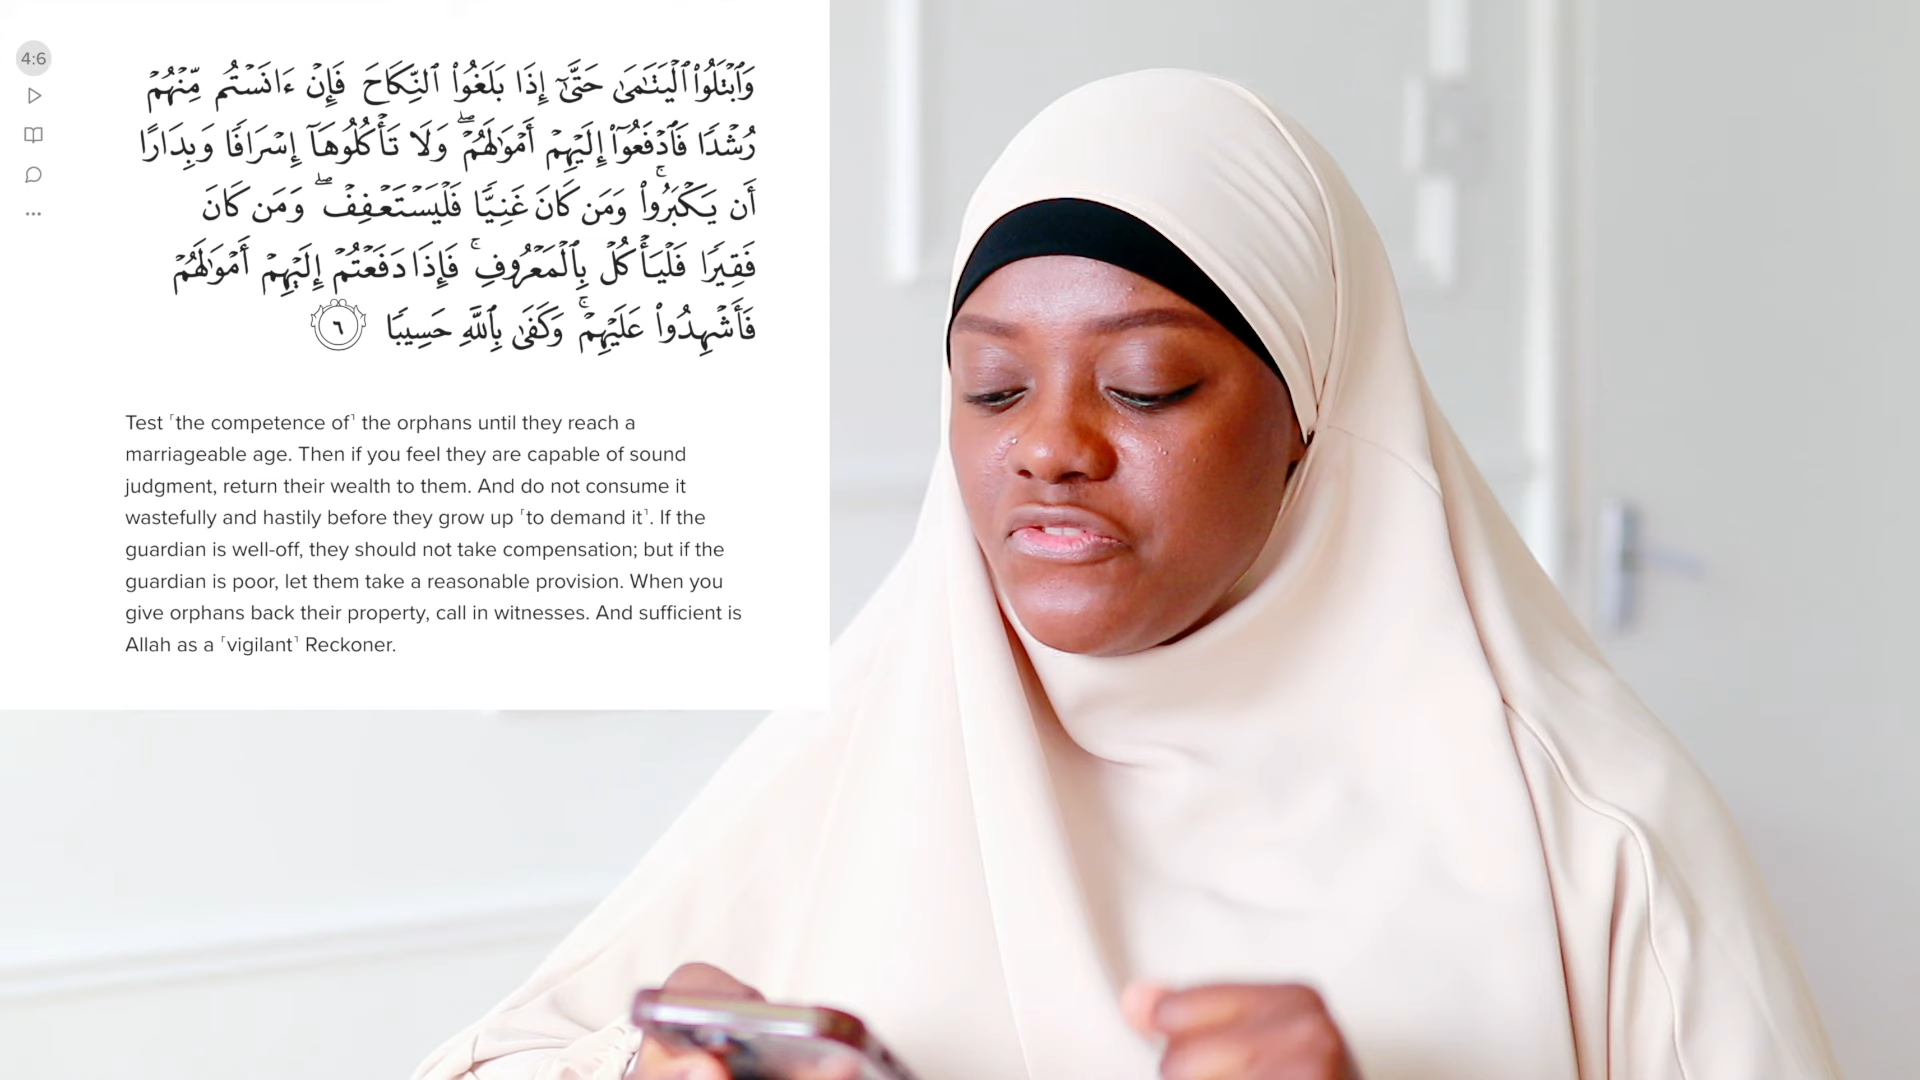 4:6
وَٱبْتَلُوا۟ ٱلْيَتَـٰمَىٰ حَتَّىٰٓ إِذَا بَلَغُوا۟ ٱلنِّكَاحَ فَإِنْ ءَانَسْتُم مِّنْهُمْ
رُشْدًا فَٱدْفَعُوٓا۟ إِلَيْهِمْ أَمْوَٰلَهُمْ ۖ وَلَا تَأْكُلُوهَآ إِسْرَافًا وَبِدَارًا
أَن يَكْبَرُوا۟ ۚ وَمَن كَانَ غَنِيًّا فَلْيَسْتَعْفِفْ ۖ وَمَن كَانَ
فَقِيرًا فَلْيَأْكُلْ بِٱلْمَعْرُوفِ ۚ فَإِذَا دَفَعْتُمْ إِلَيْهِمْ أَمْوَٰلَهُمْ
فَأَشْهِدُوا۟ عَلَيْهِمْ ۚ وَكَفَىٰ بِٱللَّهِ حَسِيبًا ٦
Test ˹the competence of˺ the orphans until they reach a
marriageable age. Then if you feel they are capable of sound
judgment, return their wealth to them. And do not consume it
wastefully and hastily before they grow up ˹to demand it˺. If the
guardian is well-off, they should not take compensation; but if the
guardian is poor, let them take a reasonable provision. When you
give orphans back their property, call in witnesses. And sufficient is
Allah as a ˹vigilant˺ Reckoner.